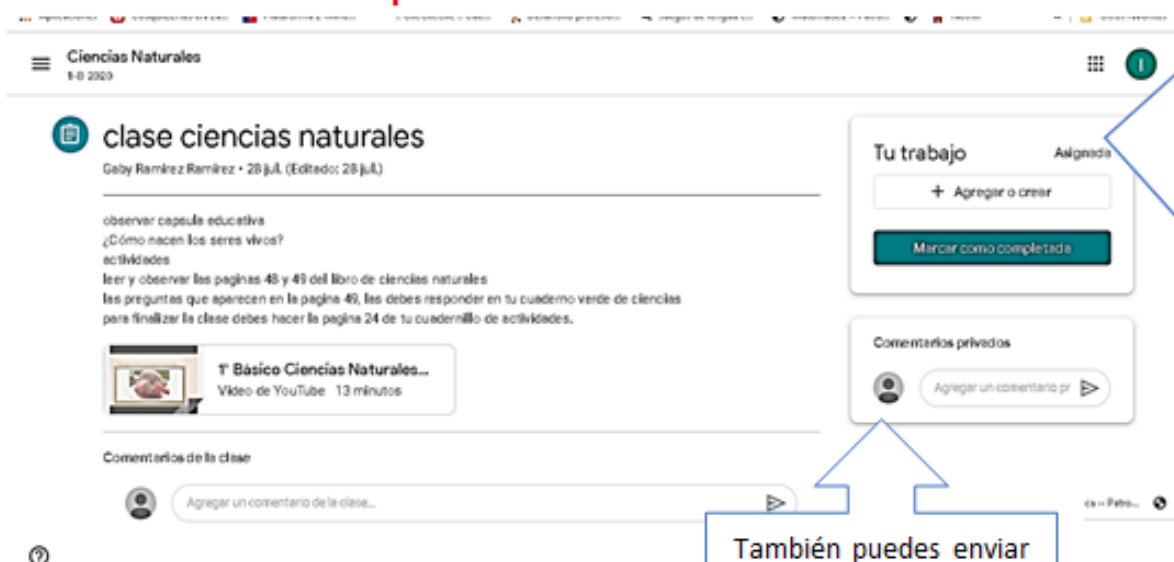 Ciencias Naturales
1-B 2020
clase ciencias naturales
Gaby Ramirez Ramirez • 28 jul. (Editado: 28 jul.)
observar capsula educativa
¿Cómo nacen los seres vivos?
actividades
leer y observar las paginas 48 y 49 del libro de ciencias naturales
las preguntas que aparecen en la pagina 49, las debes responder en tu cuaderno verde de ciencias
para finalizar la clase debes hacer la pagina 24 de tu cuadernillo de actividades.
1° Básico Ciencias Naturales...
Video de YouTube 13 minutos
Comentarios de la clase
Agregar un comentario de la clase...
Tu trabajo
Asignada
+ Agregar o crear
Marcar como completada
Comentarios privados
Agregar un comentario pr
También puedes enviar